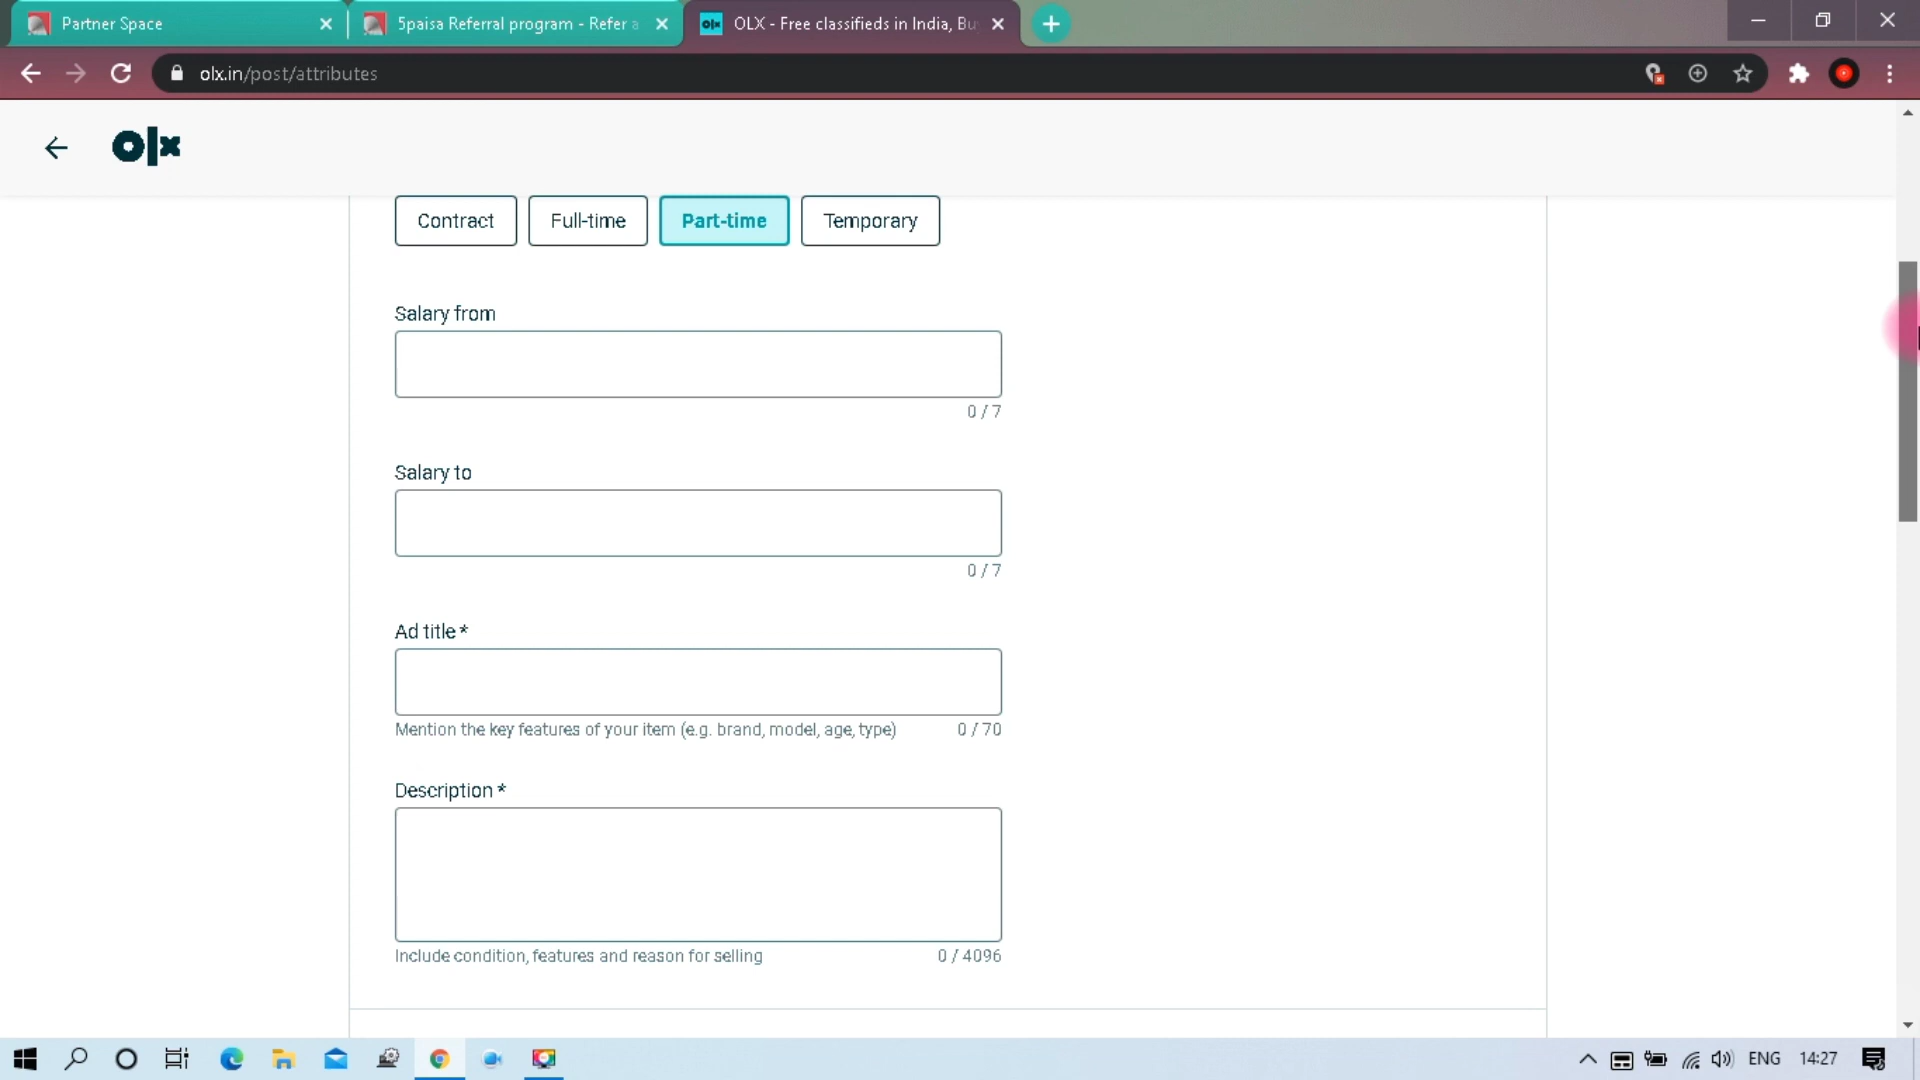 Partner Space
5paisa Referral program - Refer a
OLX - Free classifieds in India, Bu
olx.in/post/attributes
olx
Contract
Full-time
Part-time
Temporary
Salary from
0 / 7
Salary to
0 / 7
Ad title *
Mention the key features of your item (e.g. brand, model, age, type)
0 / 70
Description *
Include condition, features and reason for selling
0 / 4096
ENG
14:27